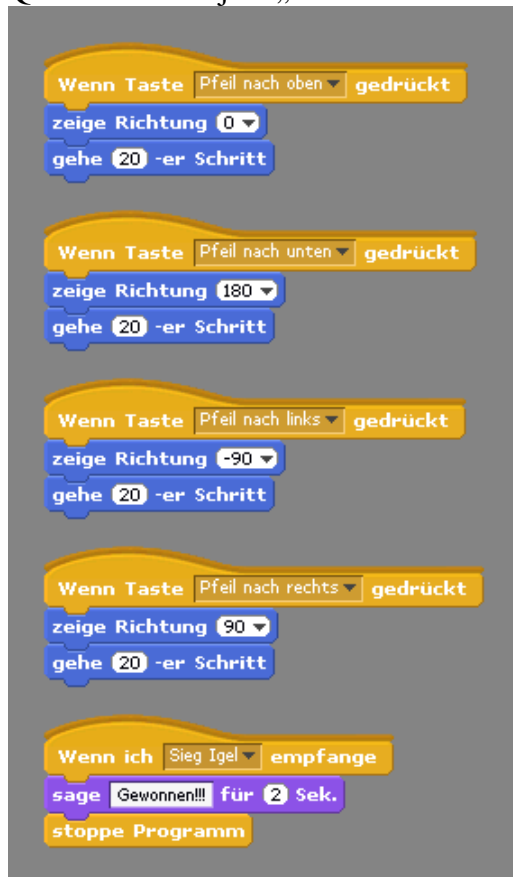 Wenn Taste Pfeil nach oben gedrückt
zeige Richtung 0
gehe 20 -er Schritt
Wenn Taste Pfeil nach unten gedrückt
zeige Richtung 180
gehe 20 -er Schritt
Wenn Taste Pfeil nach links gedrückt
zeige Richtung -90
gehe 20 -er Schritt
Wenn Taste Pfeil nach rechts gedrückt
zeige Richtung 90
gehe 20 -er Schritt
Wenn ich Sieg Igel empfange
sage Gewonnen!!! für 2 Sek.
stoppe Programm